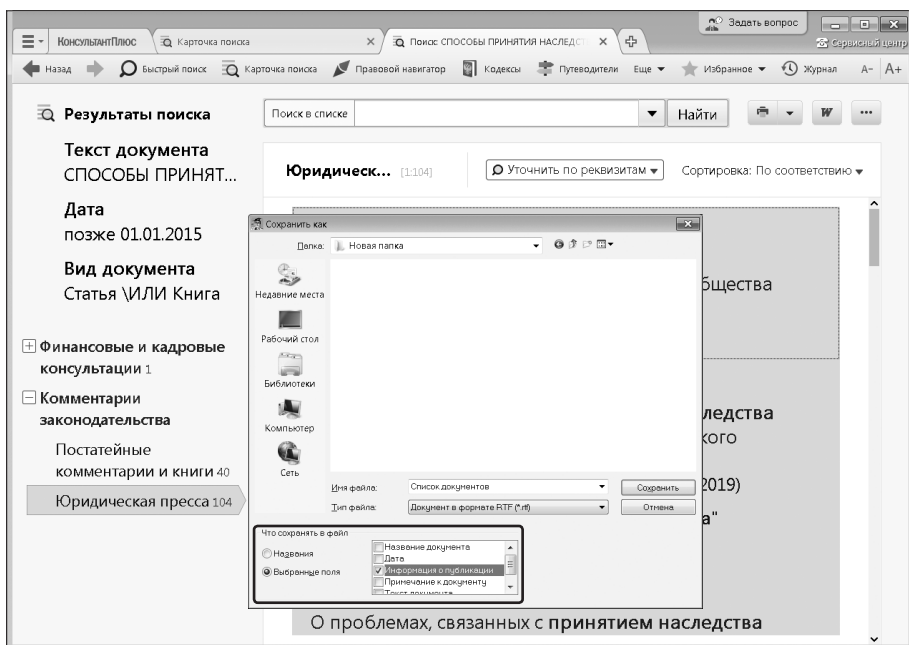 Задать вопрос
КонсультантПлюс
Карточка поиска
Поиск: СПОСОБЫ ПРИНЯТИЯ НАСЛЕДСТ
Сервисный центр
Назад Быстрый поиск Карточка поиска Правовой навигатор Кодексы Путеводители Еще Избранное Журнал А- А+
Результаты поиска
Поиск в списке
Найти
Текст документа
СПОСОБЫ ПРИНЯТ...
Юридическ... [1:104]
Уточнить по реквизитам
Сортировка: По соответствию
Дата
позже 01.01.2015
Вид документа
Статья \ИЛИ Книга
Финансовые и кадровые
консультации 1
Комментарии
законодательства
Постатейные
комментарии и книги 40
Юридическая пресса 104
Сохранить как
Папка: Новая папка
Недавние места
Рабочий стол
Библиотеки
Компьютер
Сеть
Имя файла: Список документов
Сохранить
Тип файла: Документ в формате RTF (*.rtf)
Отмена
Что сохранять в файл
Названия
Выбранные поля
Название документа
Дата
Информация о публикации
Примечание к документу
Текст документа
бщества
ледства
кого
2019)
а"
О проблемах, связанных с принятием наследства